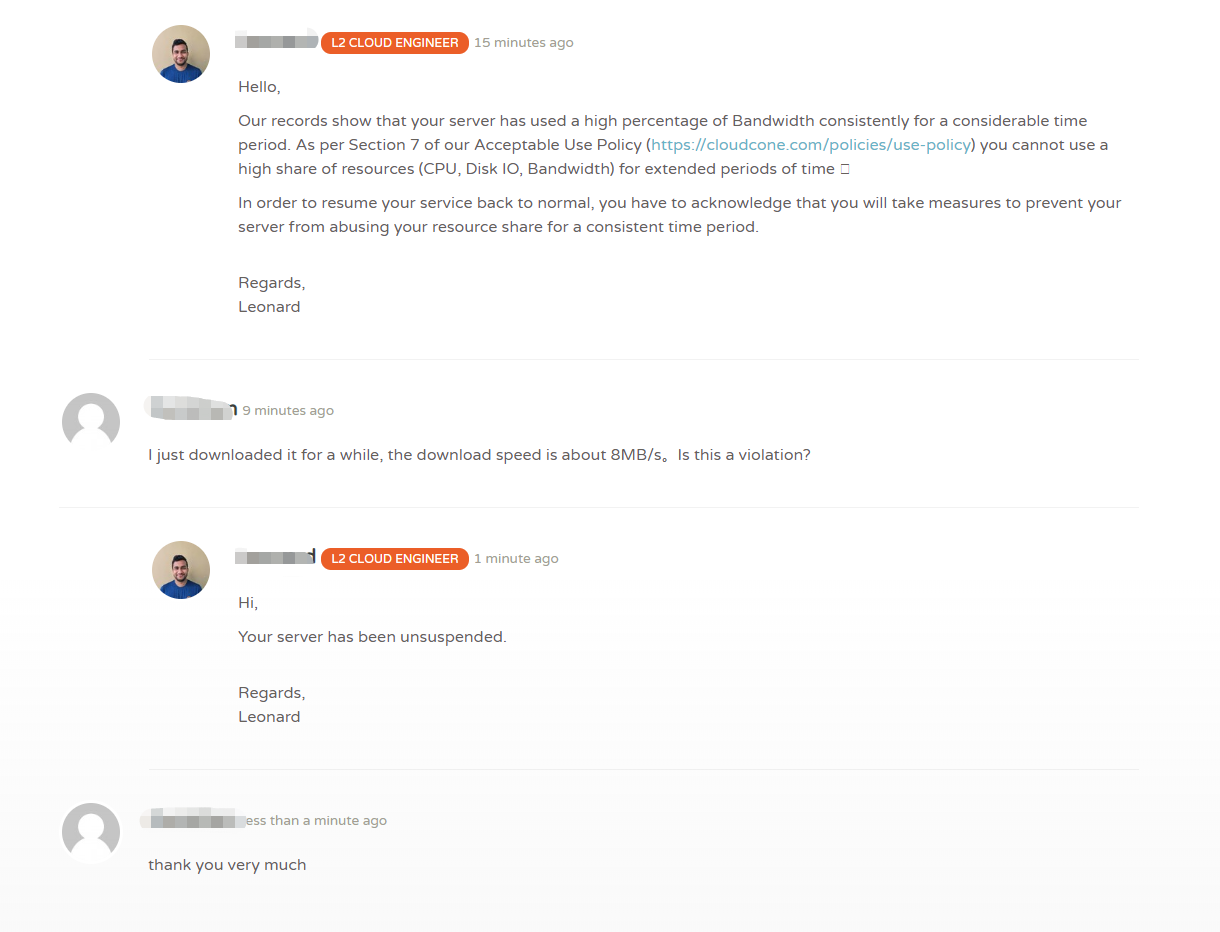 L2 CLOUD ENGINEER 15 minutes ago
Hello,
Our records show that your server has used a high percentage of Bandwidth consistently for a considerable time
period. As per Section 7 of our Acceptable Use Policy (https://cloudcone.com/policies/use-policy) you cannot use a
high share of resources (CPU, Disk IO, Bandwidth) for extended periods of time
In order to resume your service back to normal, you have to acknowledge that you will take measures to prevent your
server from abusing your resource share for a consistent time period.
Regards,
Leonard
9 minutes ago
I just downloaded it for a while, the download speed is about 8MB/s。Is this a violation?
L2 CLOUD ENGINEER 1 minute ago
Hi,
Your server has been unsuspended.
Regards,
Leonard
ess than a minute ago
thank you very much